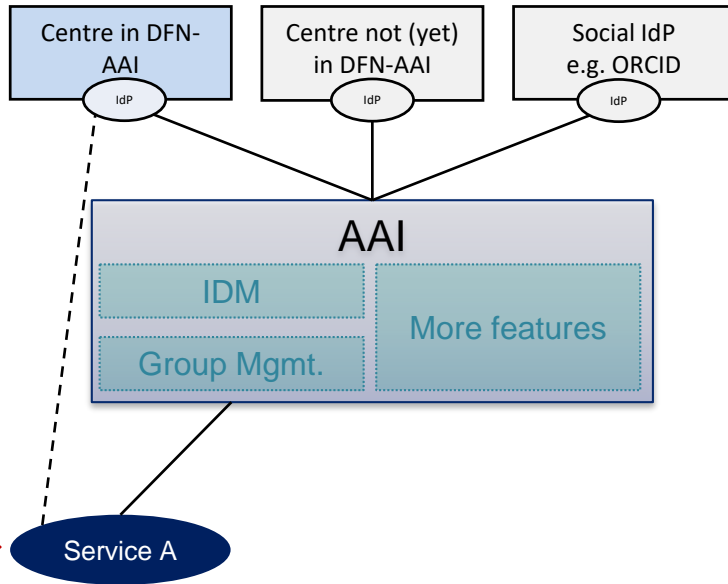 Centre in DFN-
AAI
IdP
Centre not (yet)
in DFN-AAI
IdP
Social IdP
e.g. ORCID
IdP
AAI
IDM
Group Mgmt.
More features
Service A